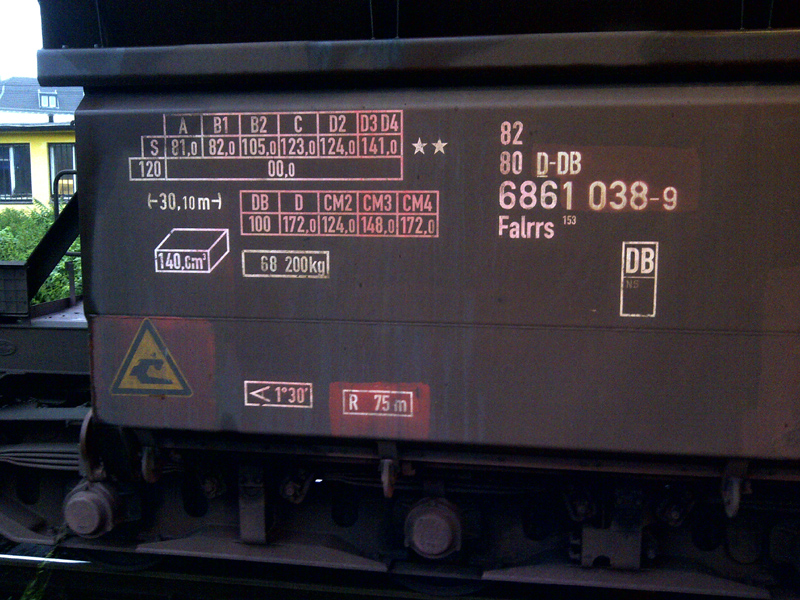 A B1 B2 C D2 D3 D4
S 81,0 82,0 105,0 123,0 124,0 141,0 ★★
120 00,0
82
80 D-DB
6861 038-9
Falrrs 153
(-30,10m-)
DB D CM2 CM3 CM4
100 172,0 124,0 148,0 172,0
140,0m³
68 200kg
DB
NS
<1°30'
R 75 m